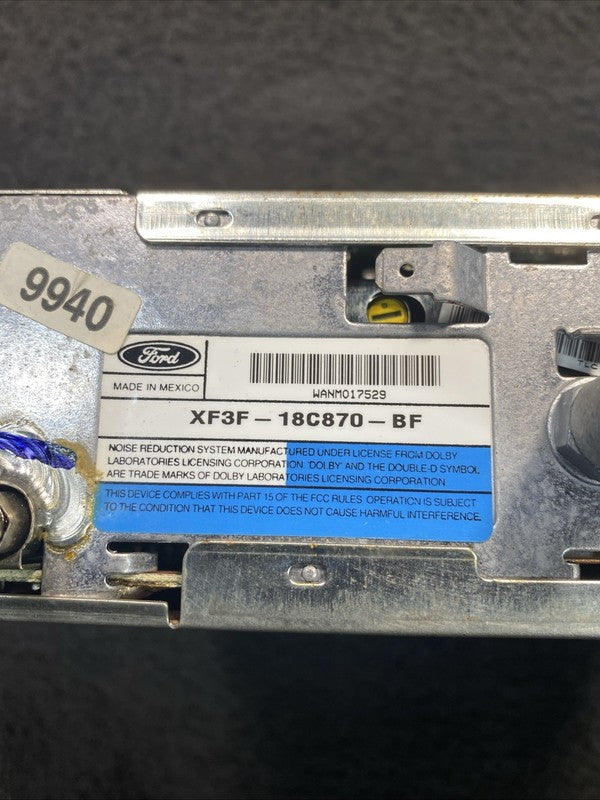 9940
Ford
MADE IN MEXICO
WANM017529
XF3F-18C870-BF
NOISE REDUCTION SYSTEM MANUFACTURED UNDER LICENSE FROM DOLBY
LABORATORIES LICENSING CORPORATION. 'DOLBY' AND THE DOUBLE-D SYMBOL
ARE TRADE MARKS OF DOLBY LABORATORIES LICENSING CORPORATION
THIS DEVICE COMPLIES WITH PART 15 OF THE FCC RULES. OPERATION IS SUBJECT
TO THE CONDITION THAT THIS DEVICE DOES NOT CAUSE HARMFUL INTERFERENCE.